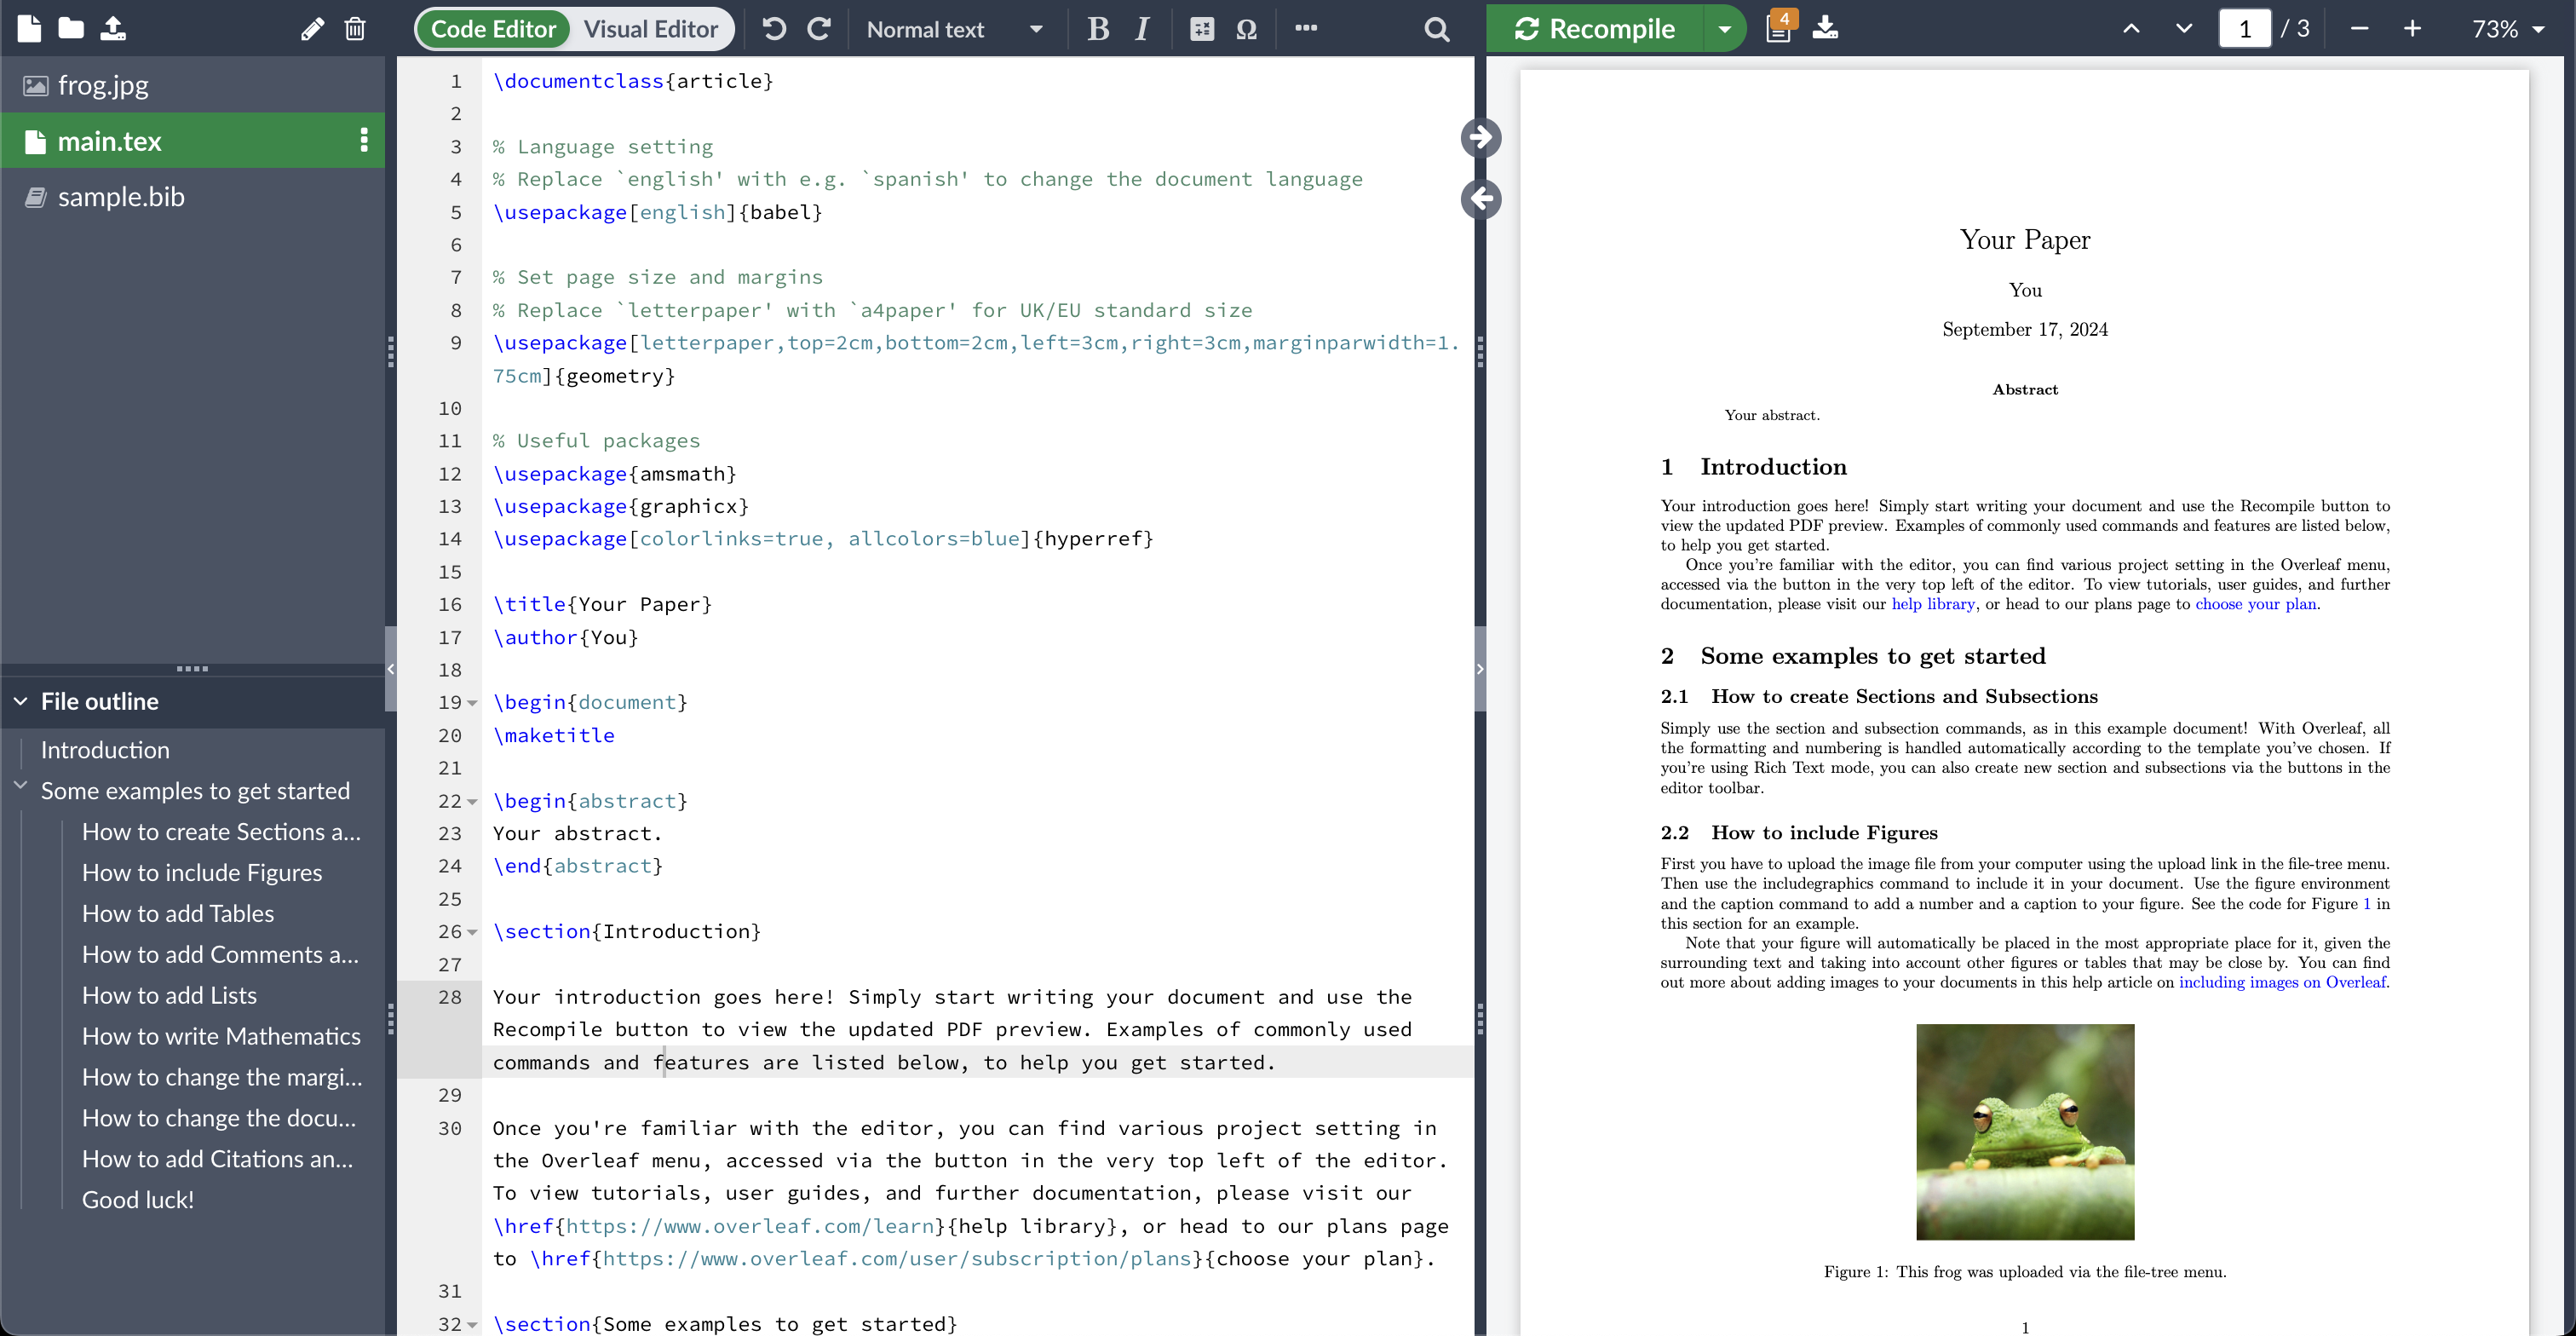 Code Editor Visual Editor Normal text B I Ω Recompile 4 1 / 3 73%
frog.jpg
main.tex
sample.bib
File outline
Introduction
Some examples to get started
How to create Sections a...
How to include Figures
How to add Tables
How to add Comments a...
How to add Lists
How to write Mathematics
How to change the margi...
How to change the docu...
How to add Citations an...
Good luck!
1 \documentclass{article}
2
3 % Language setting
4 % Replace `english' with e.g. `spanish' to change the document language
5 \usepackage[english]{babel}
6
7 % Set page size and margins
8 % Replace `letterpaper' with `a4paper' for UK/EU standard size
9 \usepackage[letterpaper,top=2cm,bottom=2cm,left=3cm,right=3cm,marginparwidth=1.
75cm]{geometry}
10
11 % Useful packages
12 \usepackage{amsmath}
13 \usepackage{graphicx}
14 \usepackage[colorlinks=true, allcolors=blue]{hyperref}
15
16 \title{Your Paper}
17 \author{You}
18
19 \begin{document}
20 \maketitle
21
22 \begin{abstract}
23 Your abstract.
24 \end{abstract}
25
26 \section{Introduction}
27
28 Your introduction goes here! Simply start writing your document and use the
Recompile button to view the updated PDF preview. Examples of commonly used
commands and features are listed below, to help you get started.
29
30 Once you're familiar with the editor, you can find various project setting in
the Overleaf menu, accessed via the button in the very top left of the editor.
To view tutorials, user guides, and further documentation, please visit our
\href{https://www.overleaf.com/learn}{help library}, or head to our plans page
to \href{https://www.overleaf.com/user/subscription/plans}{choose your plan}.
31
32 \section{Some examples to get started}
Your Paper
You
September 17, 2024
Abstract
Your abstract.
1 Introduction
Your introduction goes here! Simply start writing your document and use the Recompile button to
view the updated PDF preview. Examples of commonly used commands and features are listed below,
to help you get started.
Once you're familiar with the editor, you can find various project setting in the Overleaf menu,
accessed via the button in the very top left of the editor. To view tutorials, user guides, and further
documentation, please visit our help library, or head to our plans page to choose your plan.
2 Some examples to get started
2.1 How to create Sections and Subsections
Simply use the section and subsection commands, as in this example document! With Overleaf, all
the formatting and numbering is handled automatically according to the template you've chosen. If
you're using Rich Text mode, you can also create new section and subsections via the buttons in the
editor toolbar.
2.2 How to include Figures
First you have to upload the image file from your computer using the upload link in the file-tree menu.
Then use the includegraphics command to include it in your document. Use the figure environment
and the caption command to add a number and a caption to your figure. See the code for Figure 1 in
this section for an example.
Note that your figure will automatically be placed in the most appropriate place for it, given the
surrounding text and taking into account other figures or tables that may be close by. You can find
out more about adding images to your documents in this help article on including images on Overleaf.
Figure 1: This frog was uploaded via the file-tree menu.
1